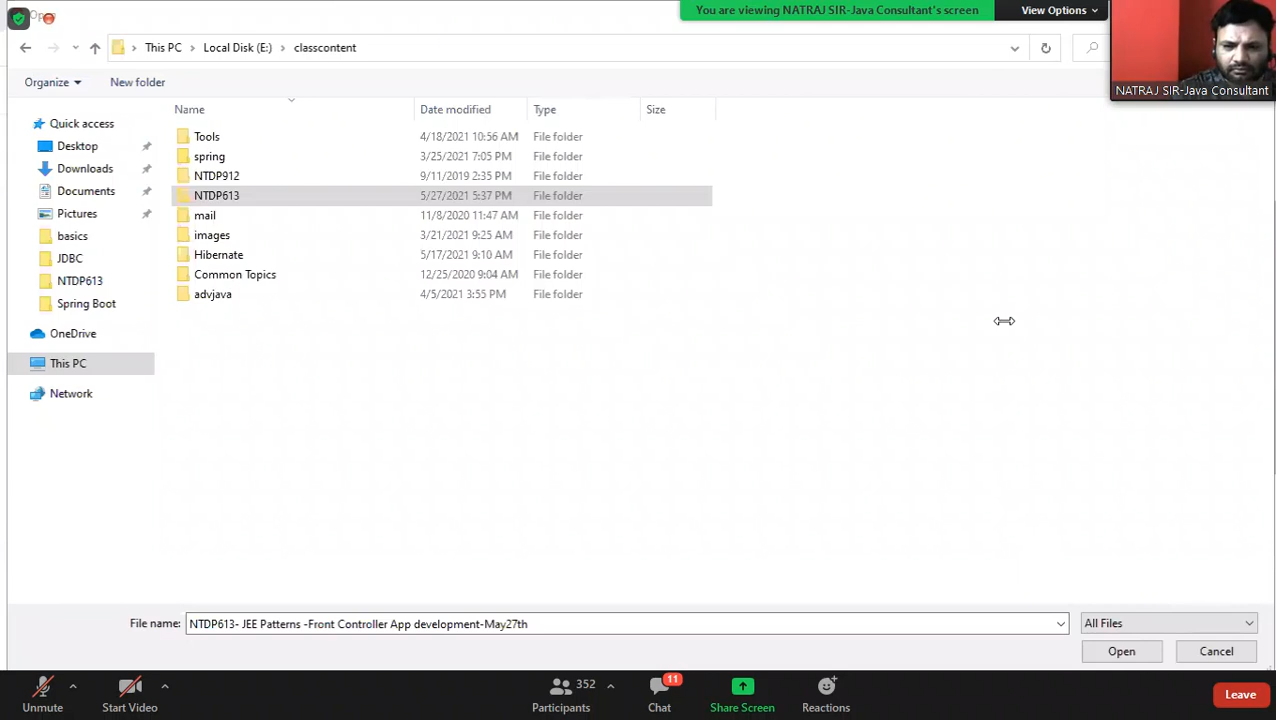 Open
You are viewing NATRAJ SIR-Java Consultant's screen
View Options
This PC
Local Disk (E:)
classcontent
NATRAJ SIR-Java Consultant
Organize
New folder
Name
Date modified
Type
Size
Quick access
Desktop
Downloads
Documents
Pictures
basics
JDBC
NTDP613
Spring Boot
OneDrive
This PC
Network
Tools 4/18/2021 10:56 AM File folder
spring 3/25/2021 7:05 PM File folder
NTDP912 9/11/2019 2:35 PM File folder
NTDP613 5/27/2021 5:37 PM File folder
mail 11/8/2020 11:47 AM File folder
images 3/21/2021 9:25 AM File folder
Hibernate 5/17/2021 9:10 AM File folder
Common Topics 12/25/2020 9:04 AM File folder
advjava 4/5/2021 3:55 PM File folder
File name: NTDP613- JEE Patterns -Front Controller App development-May27th
All Files
Open
Cancel
Unmute
Start Video
352
Participants
11
Chat
Share Screen
Reactions
Leave